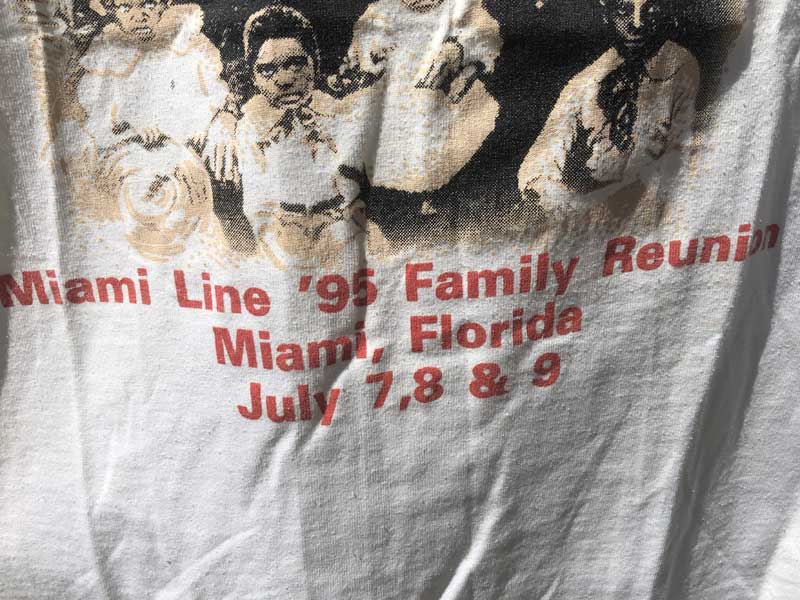 Miami Line '95 Family Reunion
Miami, Florida
July 7,8 & 9